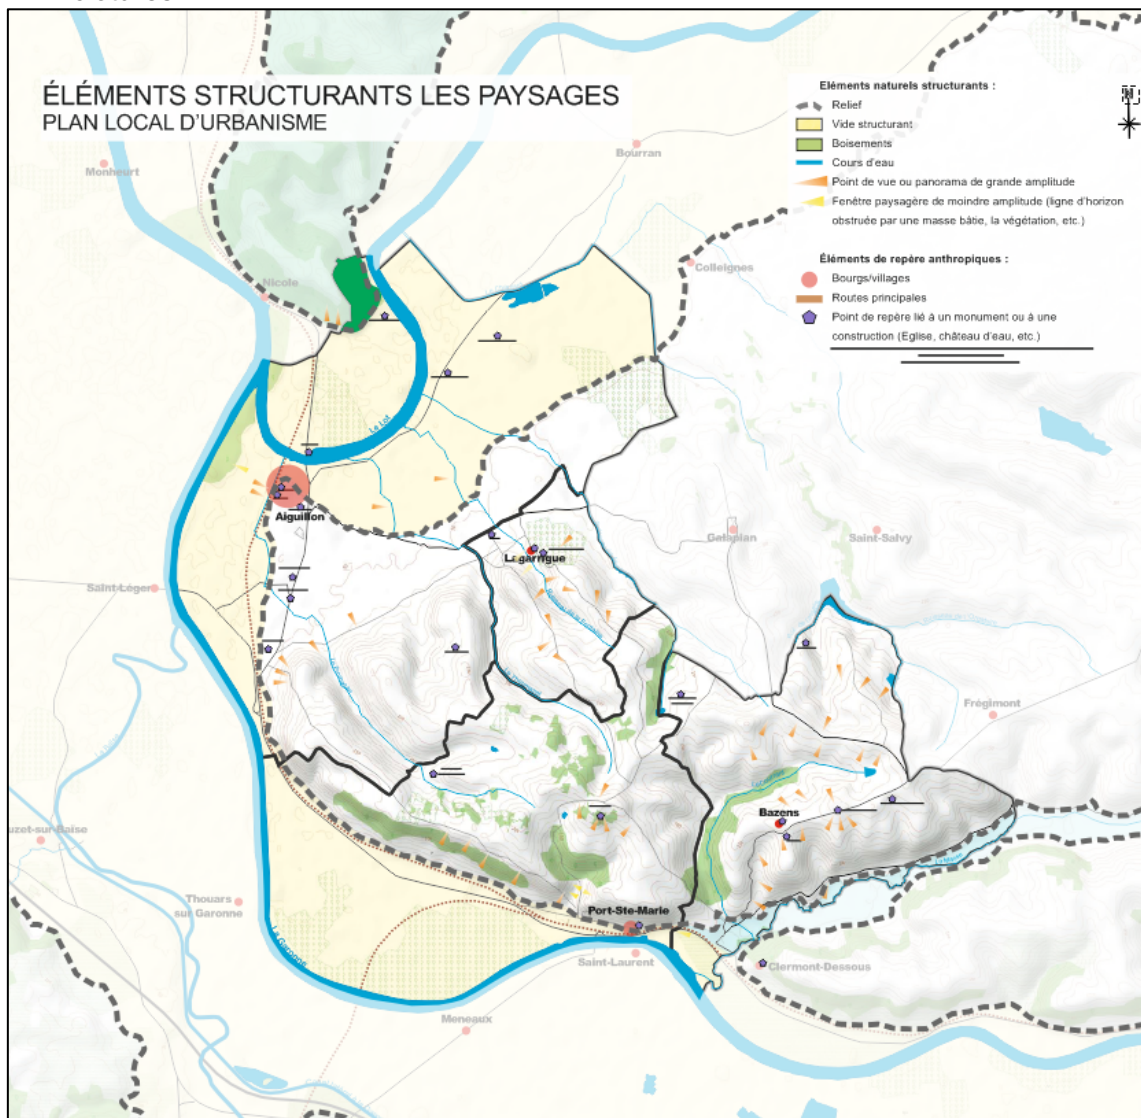 ÉLÉMENTS STRUCTURANTS LES PAYSAGES
PLAN LOCAL D'URBANISME
Eléments naturels structurants :
Relief
Vide structurant
Boisements
Cours d'eau
Point de vue ou panorama de grande amplitude
Fenêtre paysagère de moindre amplitude (ligne d'horizon
obstruée par une masse bâtie, la végétation, etc.)
Éléments de repère anthropiques :
Bourgs/villages
Routes principales
Point de repère lié à un monument ou à une
construction (Eglise, château d'eau, etc.)
N
Bourran
Monheurt
Colleignes
Nicole
Le Lot
Aiguillon
Lagarrigue
Galapian
Saint-Salvy
Saint-Léger
Frégimont
Bazens
uzet-sur-Baise
Thouars
sur Garonne
La Garonne
Port-Ste-Marie
Saint-Laurent
Clermont-Dessous
Meneaux